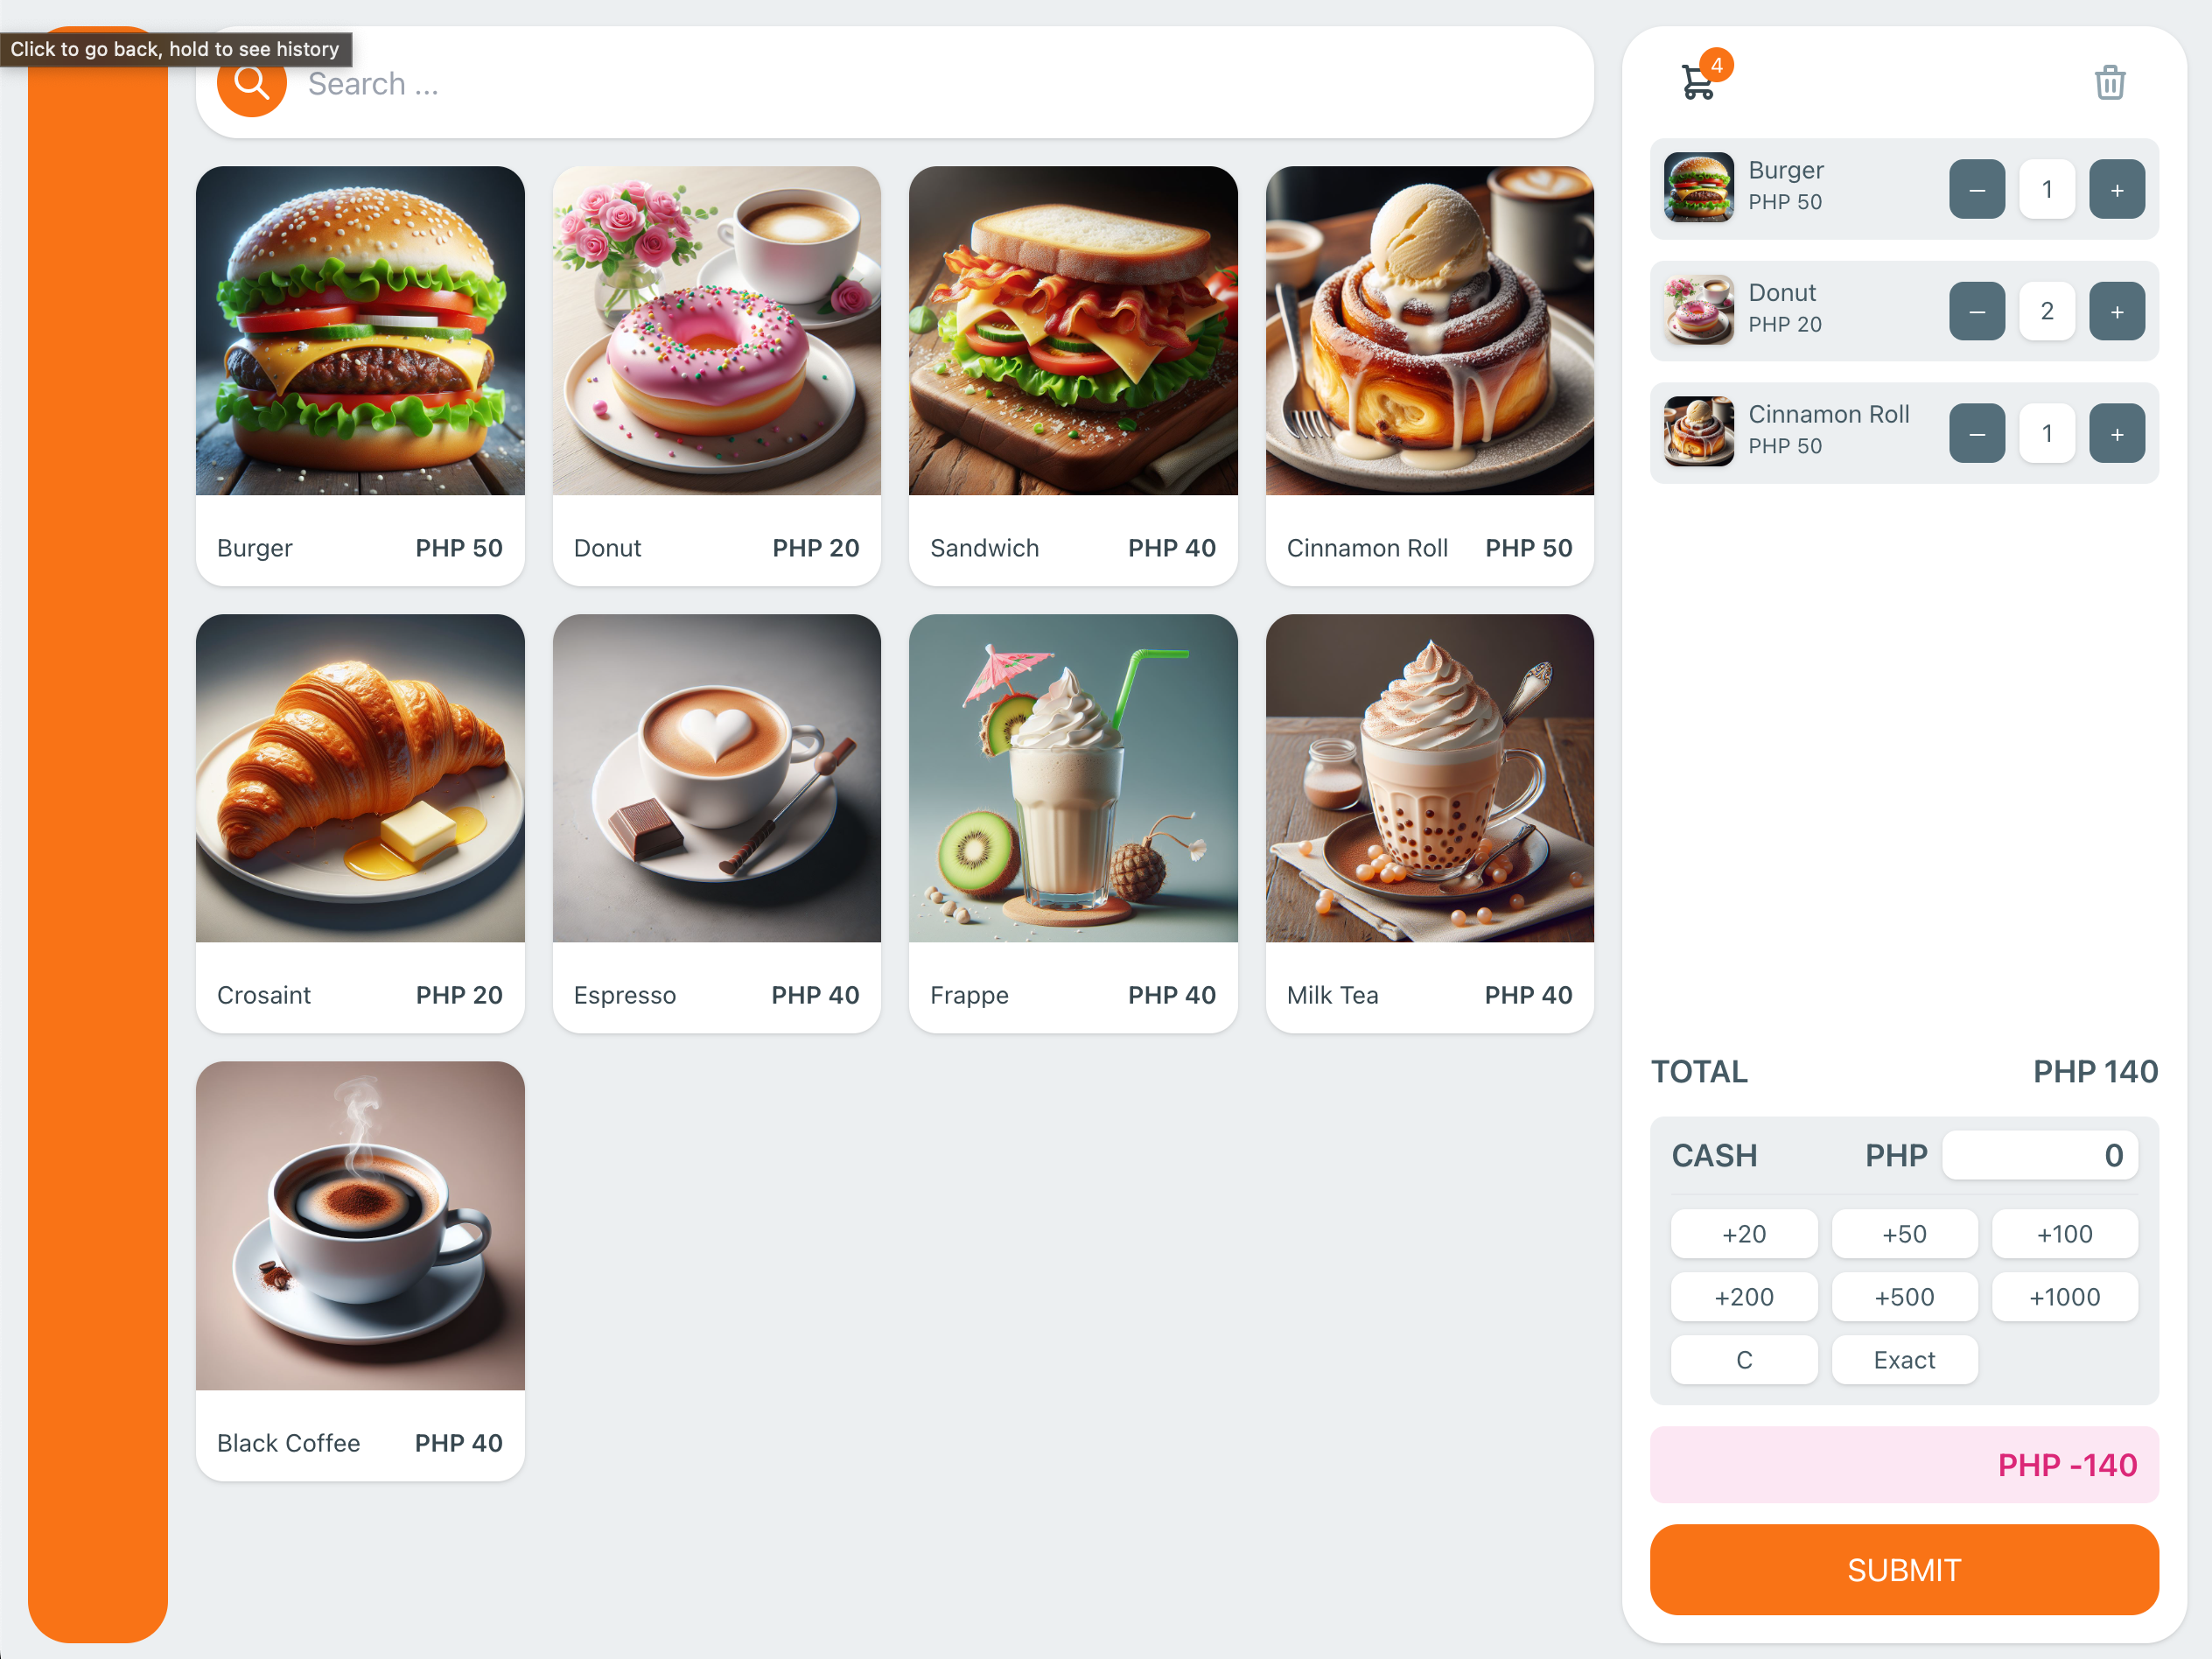 Click to go back, hold to see history
Search ...
Burger PHP 50
Donut PHP 20
Sandwich PHP 40
Cinnamon Roll PHP 50
Crosaint PHP 20
Espresso PHP 40
Frappe PHP 40
Milk Tea PHP 40
Black Coffee PHP 40
4
Burger
PHP 50
– 1 +
Donut
PHP 20
– 2 +
Cinnamon Roll
PHP 50
– 1 +
TOTAL PHP 140
CASH PHP 0
+20 +50 +100
+200 +500 +1000
C Exact
PHP -140
SUBMIT